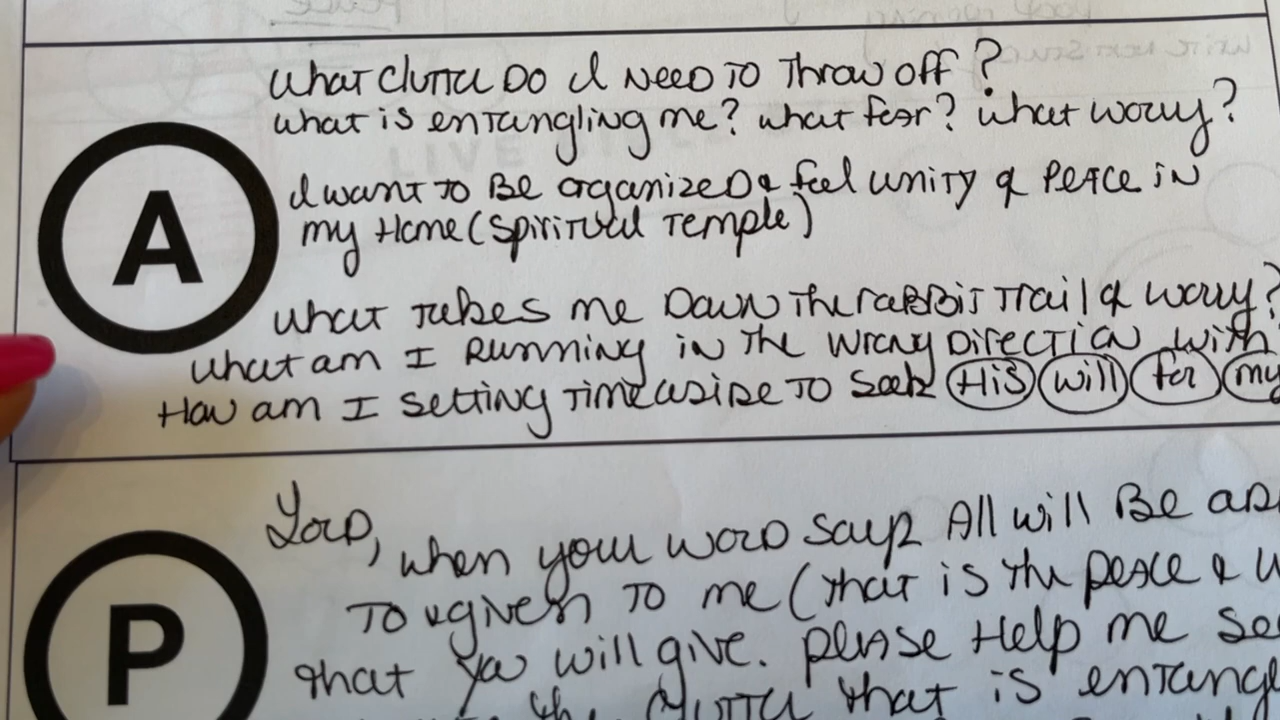 What clutter Do I Need To Throw off?
what is entangling me? what fear? what worry?
A
I want To Be organizeD & feel unity & Peace in
my Home (spiritual Temple)
what takes me Down The raBBit Trail & worry?
what am I Running in The wrong Direction with
How am I setting Time asiDe To Seek His will for my
P
Lord, when your word says All will Be
To & given TO me (that is the peace &
that You will give. please Help me
the clutter that is